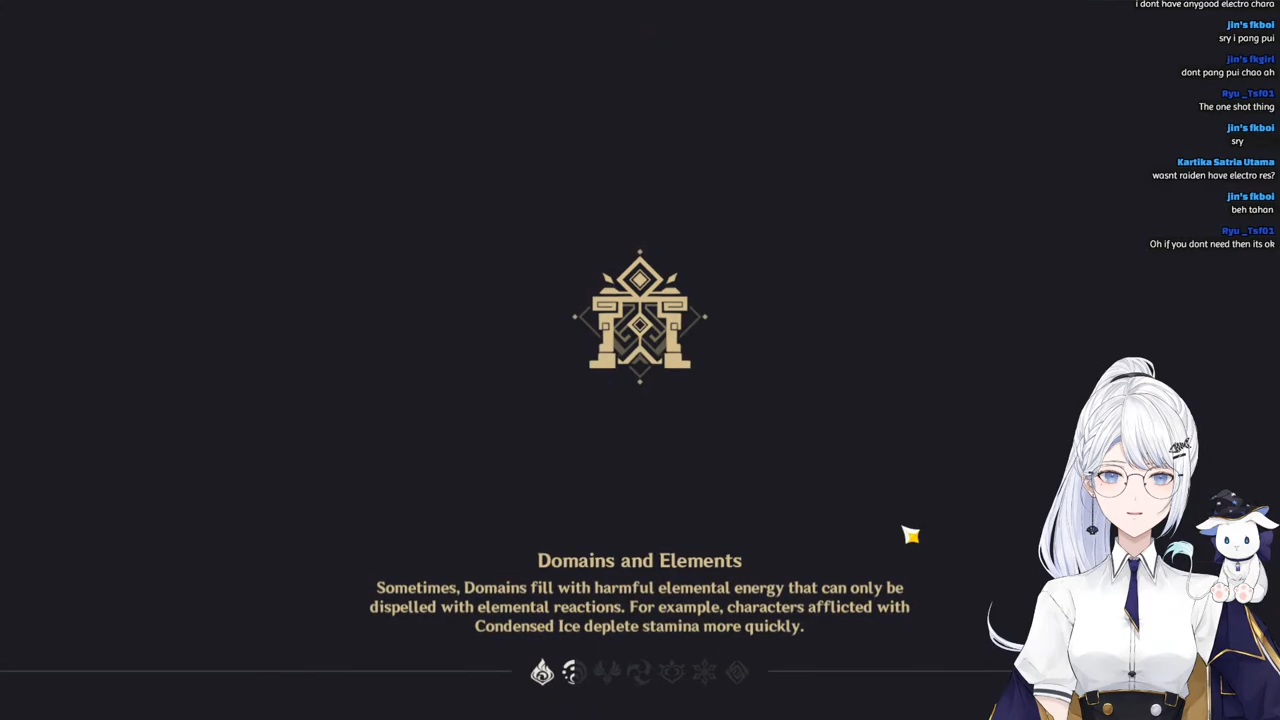 i dont have anygood electro chara
jin's fkboi
sry i pang pui
jin's fkgirl
dont pang pui chao ah
Ryu _Tsf01
The one shot thing
jin's fkboi
sry
Kartika Satria Utama
wasnt raiden have electro res?
jin's fkboi
beh tahan
Ryu _Tsf01
Oh if you dont need then its ok
Domains and Elements
Sometimes, Domains fill with harmful elemental energy that can only be
dispelled with elemental reactions. For example, characters afflicted with
Condensed Ice deplete stamina more quickly.